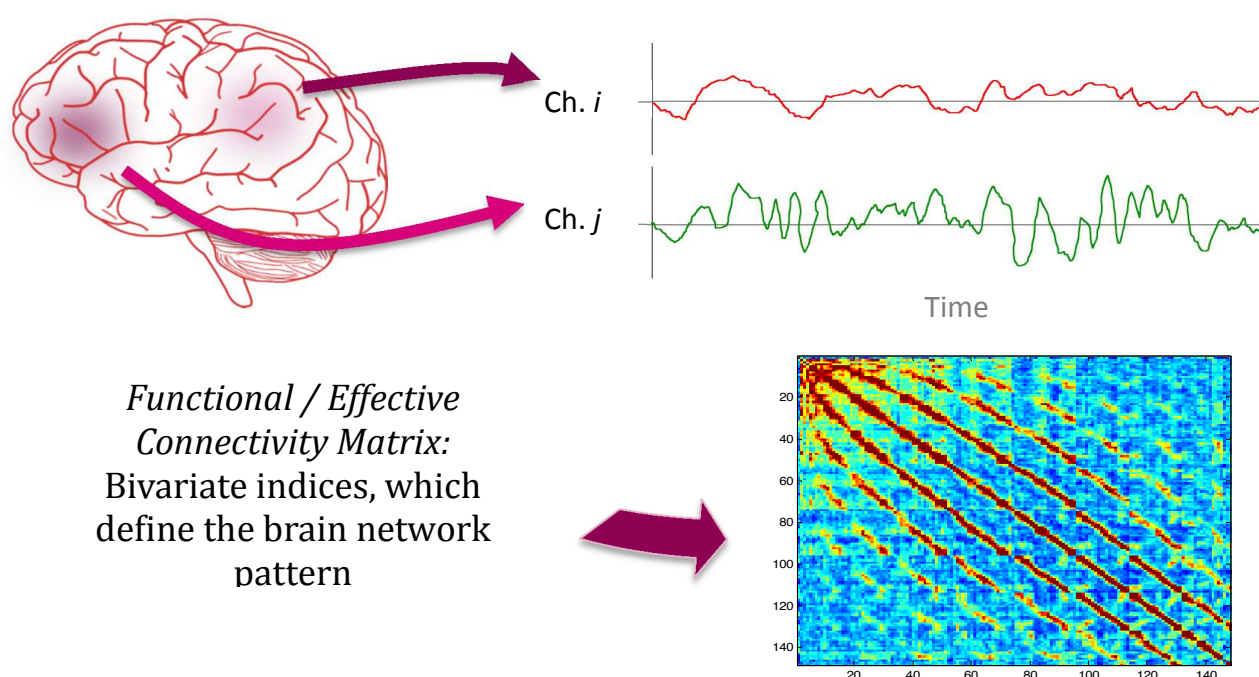 Ch. i
Ch. j
Time
Functional / Effective
Connectivity Matrix:
Bivariate indices, which
define the brain network
pattern
20
40
60
80
100
120
140
20 40 60 80 100 120 140